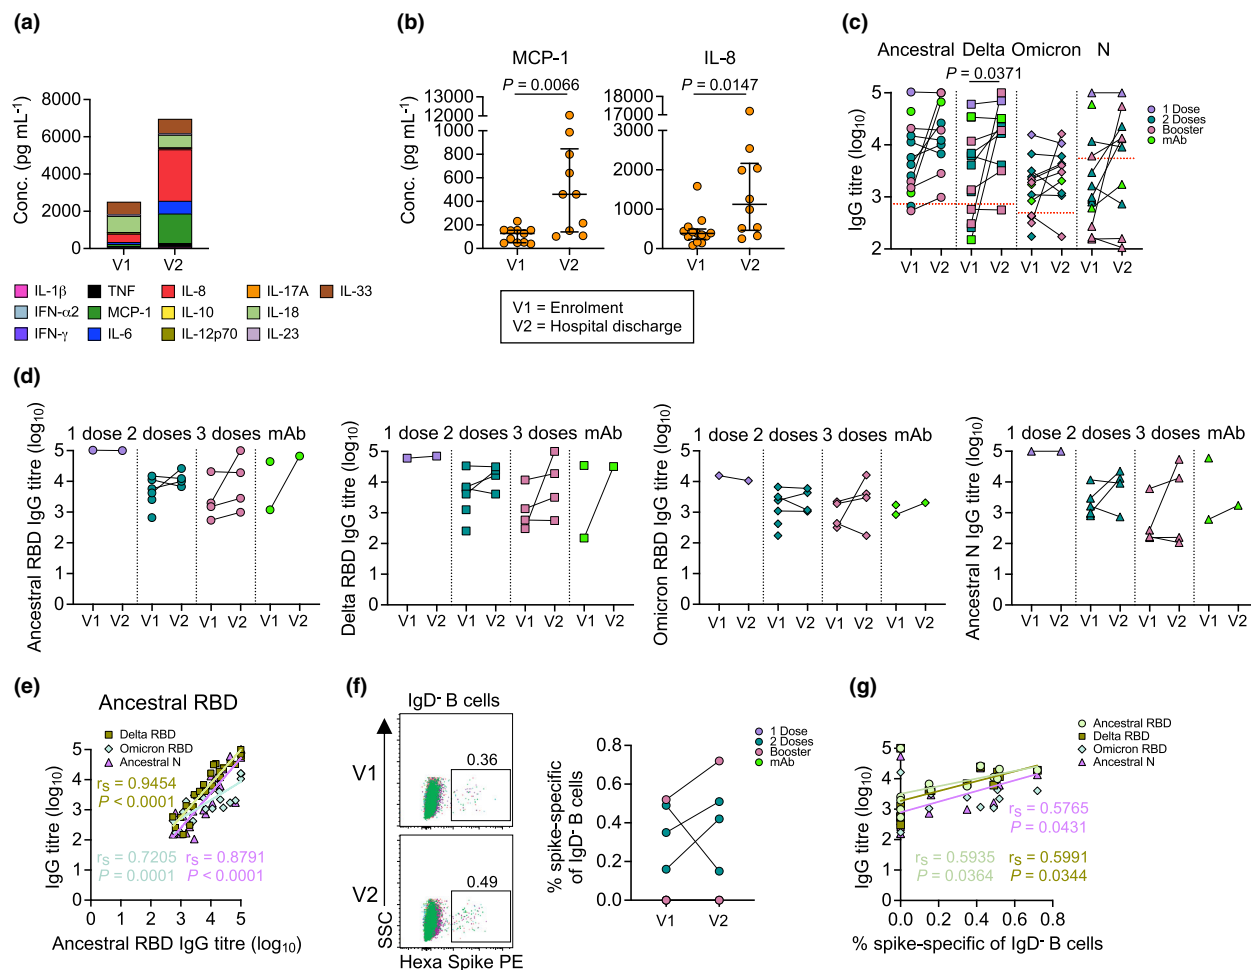 (a)
Conc. (pg mL⁻¹)
8000
6000
4000
2000
0
V1 V2
IL-1β TNF IL-8 IL-17A IL-33
IFN-α2 MCP-1 IL-10 IL-18
IFN-γ IL-6 IL-12p70 IL-23
(b)
MCP-1
P = 0.0066
Conc. (pg mL⁻¹)
13000
12000
1000
800
600
400
200
0
V1 V2
IL-8
P = 0.0147
18000
17000
3000
2000
1000
0
V1 V2
V1 = Enrolment
V2 = Hospital discharge
(c)
Ancestral Delta Omicron N
P = 0.0371
IgG titre (log₁₀)
5
4
3
2
V1 V2 V1 V2 V1 V2 V1 V2
1 Dose
2 Doses
Booster
mAb
(d)
Ancestral RBD IgG titre (log₁₀)
1 dose 2 doses 3 doses mAb
5
4
3
2
1
0
V1 V2 V1 V2 V1 V2 V1 V2
Delta RBD IgG titre (log₁₀)
1 dose 2 doses 3 doses mAb
5
4
3
2
1
0
V1 V2 V1 V2 V1 V2 V1 V2
Omicron RBD IgG titre (log₁₀)
1 dose 2 doses 3 doses mAb
5
4
3
2
1
0
V1 V2 V1 V2 V1 V2 V1 V2
Ancestral N IgG titre (log₁₀)
1 dose 2 doses 3 doses mAb
5
4
3
2
1
0
V1 V2 V1 V2 V1 V2 V1 V2
(e)
Ancestral RBD
Delta RBD
Omicron RBD
Ancestral N
IgG titre (log₁₀)
5
4
3
2
1
0
rₛ = 0.9454
P < 0.0001
rₛ = 0.7205
P = 0.0001
rₛ = 0.8791
P < 0.0001
0 1 2 3 4 5
Ancestral RBD IgG titre (log₁₀)
(f)
IgD⁻ B cells
V1
0.36
V2
0.49
SSC
Hexa Spike PE
% spike-specific
of IgD⁻ B cells
0.8
0.6
0.4
0.2
0
V1 V2
1 Dose
2 Doses
Booster
mAb
(g)
Ancestral RBD
Delta RBD
Omicron RBD
Ancestral N
IgG titre (log₁₀)
5
4
3
2
1
0
rₛ = 0.5765
P = 0.0431
rₛ = 0.5935
P = 0.0364
rₛ = 0.5991
P = 0.0344
0.0 0.2 0.4 0.6 0.8
% spike-specific of IgD⁻ B cells